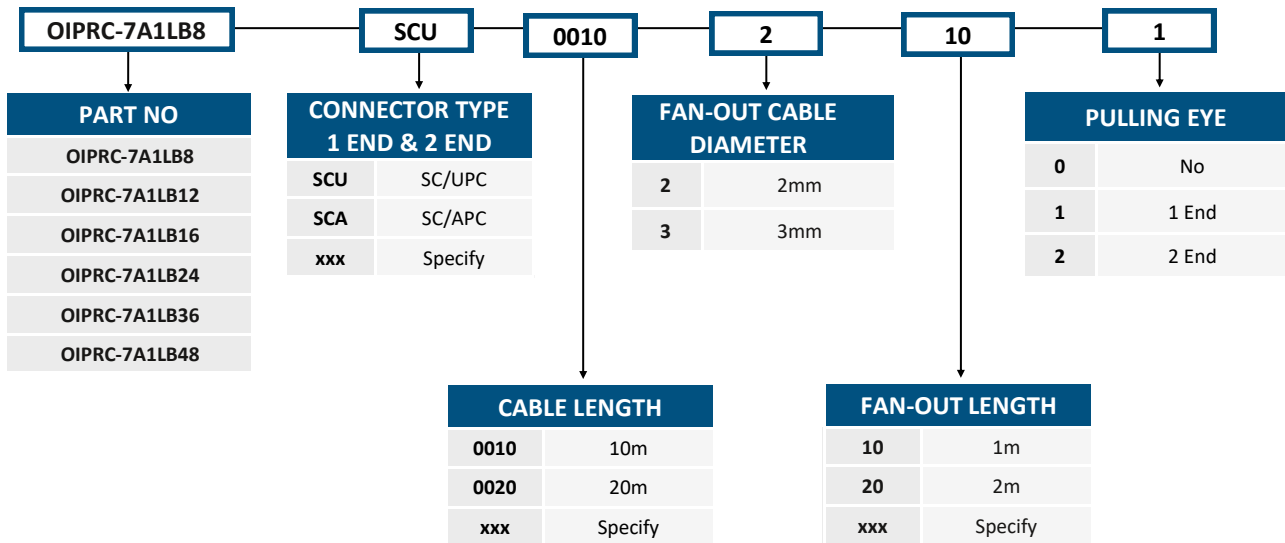 OIPRC-7A1LB8 SCU 0010 2 10 1
PART NO
OIPRC-7A1LB8
OIPRC-7A1LB12
OIPRC-7A1LB16
OIPRC-7A1LB24
OIPRC-7A1LB36
OIPRC-7A1LB48
CONNECTOR TYPE
1 END & 2 END
SCU SC/UPC
SCA SC/APC
xxx Specify
FAN-OUT CABLE
DIAMETER
2 2mm
3 3mm
PULLING EYE
0 No
1 1 End
2 2 End
CABLE LENGTH
0010 10m
0020 20m
xxx Specify
FAN-OUT LENGTH
10 1m
20 2m
xxx Specify